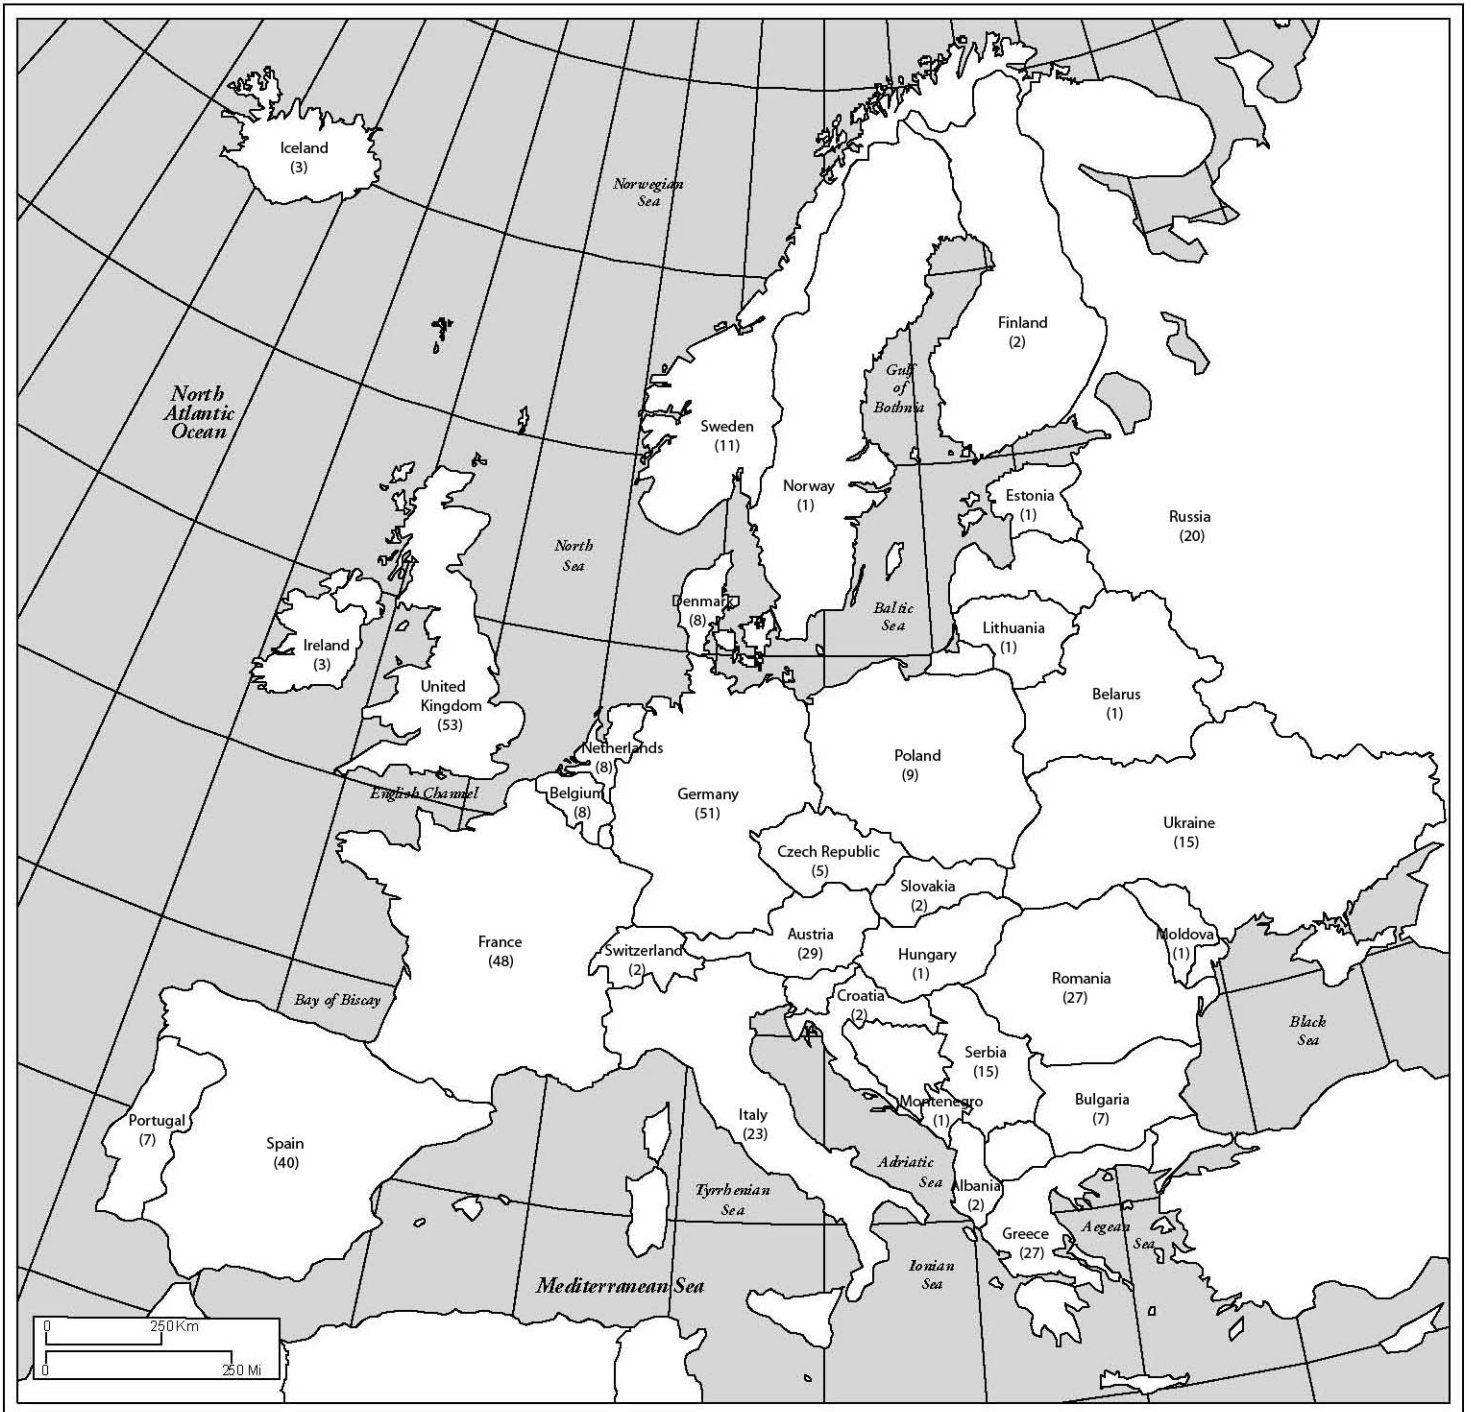 Iceland
(3)
Norwegian
Sea
Finland
(2)
North
Atlantic
Ocean
Gulf
of
Bothnia
Sweden
(11)
Norway
(1)
Estonia
(1)
Russia
(20)
North
Sea
Denmark
(8)
Baltic
Sea
Lithuania
(1)
Ireland
(3)
United
Kingdom
(53)
Belarus
(1)
Netherlands
(8)
Poland
(9)
English Channel
Belgium
(8)
Germany
(51)
Ukraine
(15)
Czech Republic
(5)
Slovakia
(2)
France
(48)
Switzerland
(2)
Austria
(29)
Hungary
(1)
Moldova
(1)
Romania
(27)
Bay of Biscay
Croatia
(2)
Black
Sea
Serbia
(15)
Montenegro
(1)
Bulgaria
(7)
Portugal
(7)
Spain
(40)
Italy
(23)
Adriatic
Sea
Tyrrhenian
Sea
Albania
(2)
Greece
(27)
Aegean
Sea
Ionian
Sea
Mediterranean Sea
0 250 Km
0 250 Mi